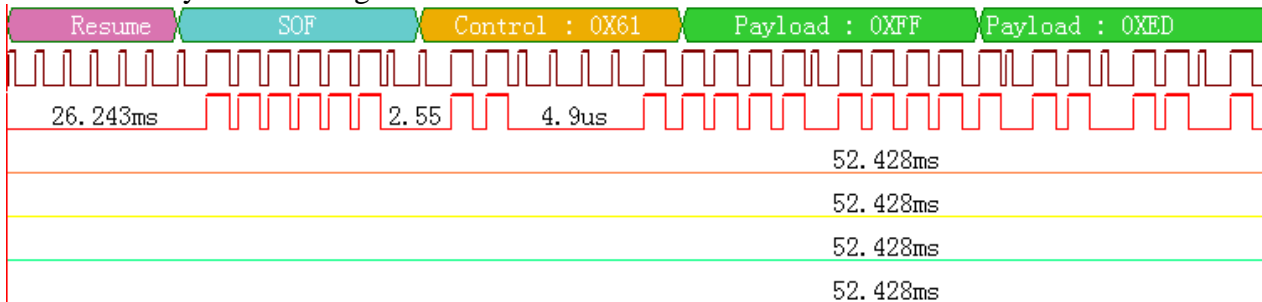 Resume SOF Control : 0X61 Payload : 0XFF Payload : 0XED
26.243ms 2.55 4.9us
52.428ms
52.428ms
52.428ms
52.428ms